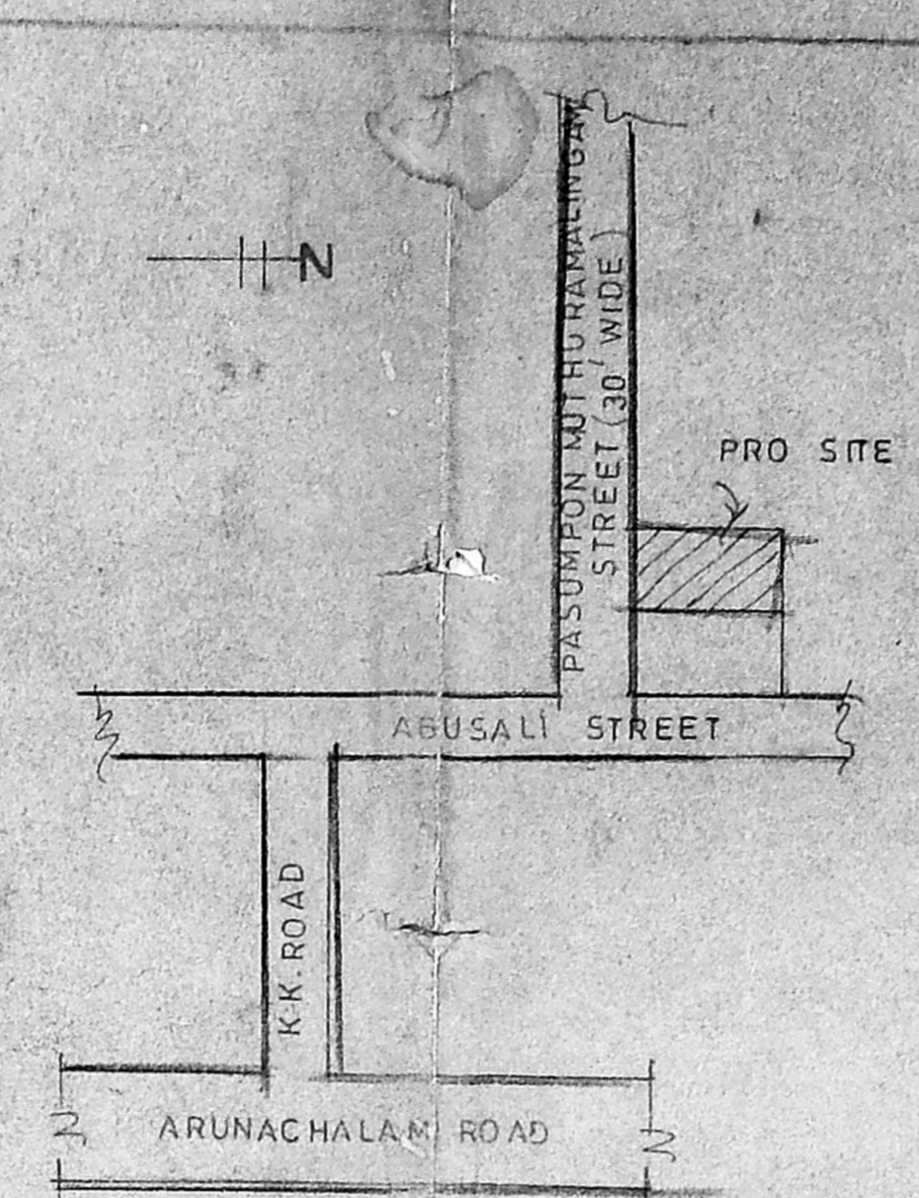 N
PASUMPON MUTHURAMALINGAM
STREET (30' WIDE)
PRO SITE
ABUSALI STREET
K.K.ROAD
ARUNACHALAM ROAD